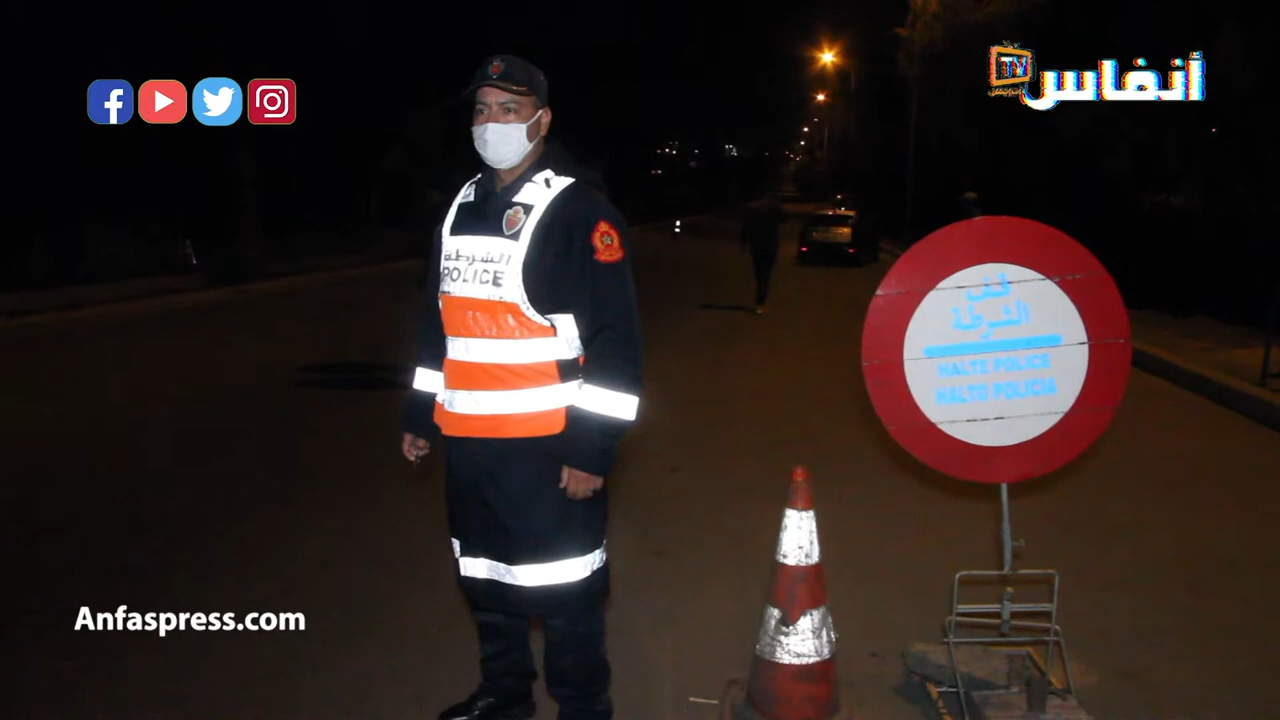 أنفاس
TV
الشرطة
POLICE
قف
الشرطة
HALTE POLICE
HALTO POLICIA
Anfaspress.com